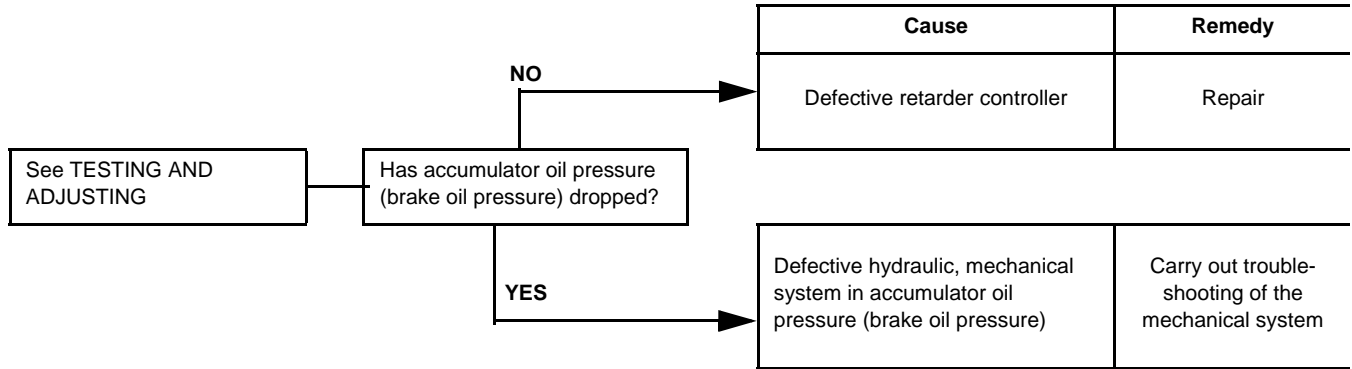 Cause
Remedy
NO
Defective retarder controller
Repair
See TESTING AND
ADJUSTING
Has accumulator oil pressure
(brake oil pressure) dropped?
YES
Defective hydraulic, mechanical
system in accumulator oil
pressure (brake oil pressure)
Carry out trouble-
shooting of the
mechanical system